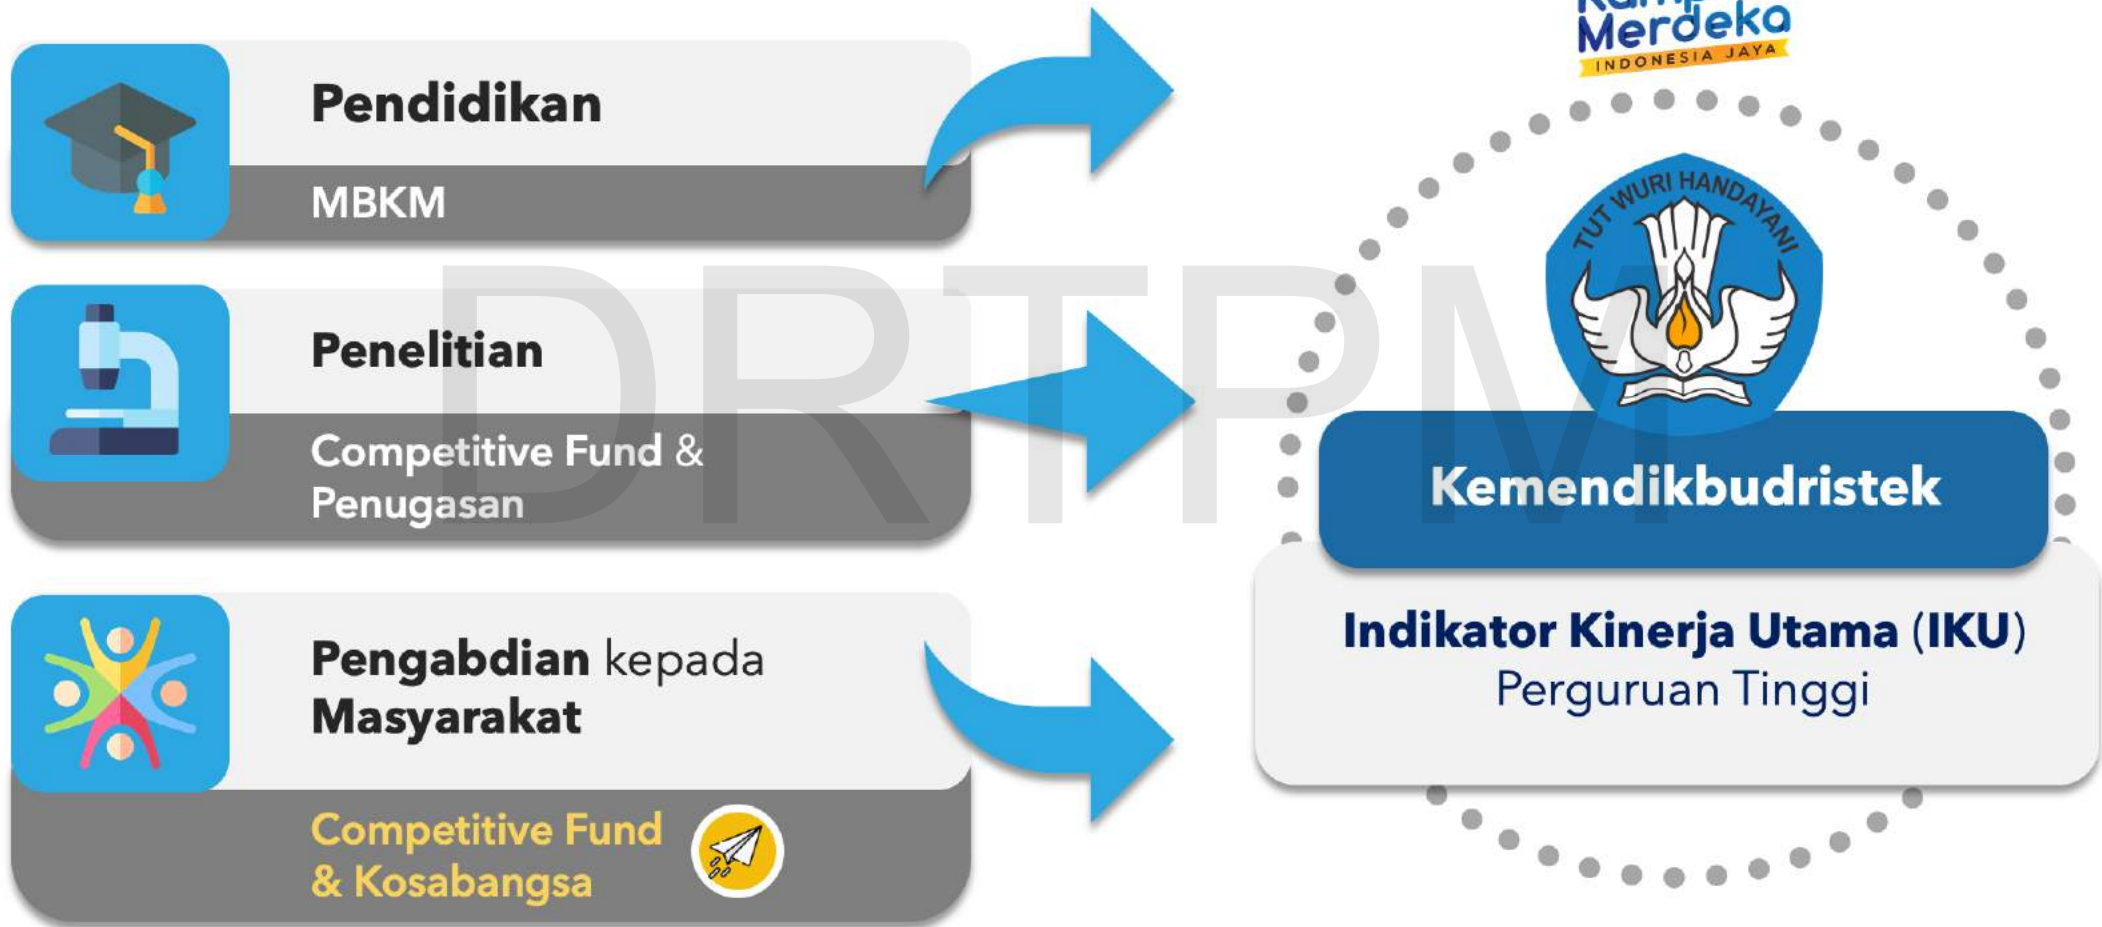 Merdeka
INDONESIA JAYA
Pendidikan
MBKM
Penelitian
Competitive Fund &
Penugasan
Pengabdian kepada
Masyarakat
Competitive Fund
& Kosabangsa
TUT WURI HANDAYANI
Kemendikbudristek
Indikator Kinerja Utama (IKU)
Perguruan Tinggi
DRTPM